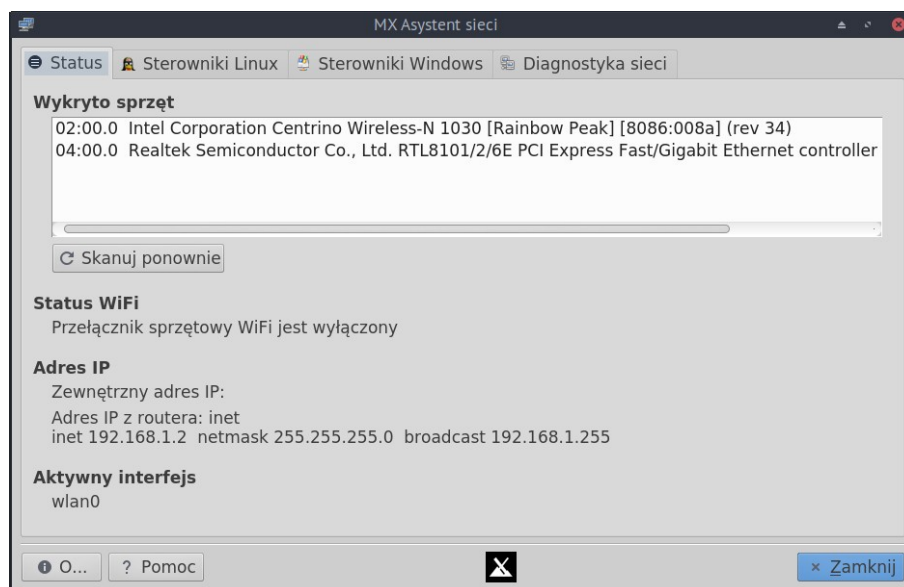 MX Asystent sieci
Status Sterowniki Linux Sterowniki Windows Diagnostyka sieci
Wykryto sprzęt
02:00.0 Intel Corporation Centrino Wireless-N 1030 [Rainbow Peak] [8086:008a] (rev 34)
04:00.0 Realtek Semiconductor Co., Ltd. RTL8101/2/6E PCI Express Fast/Gigabit Ethernet controller
Skanuj ponownie
Status WiFi
Przełącznik sprzętowy WiFi jest wyłączony
Adres IP
Zewnętrzny adres IP:
Adres IP z routera: inet
inet 192.168.1.2 netmask 255.255.255.0 broadcast 192.168.1.255
Aktywny interfejs
wlan0
O... ? Pomoc × Zamknij